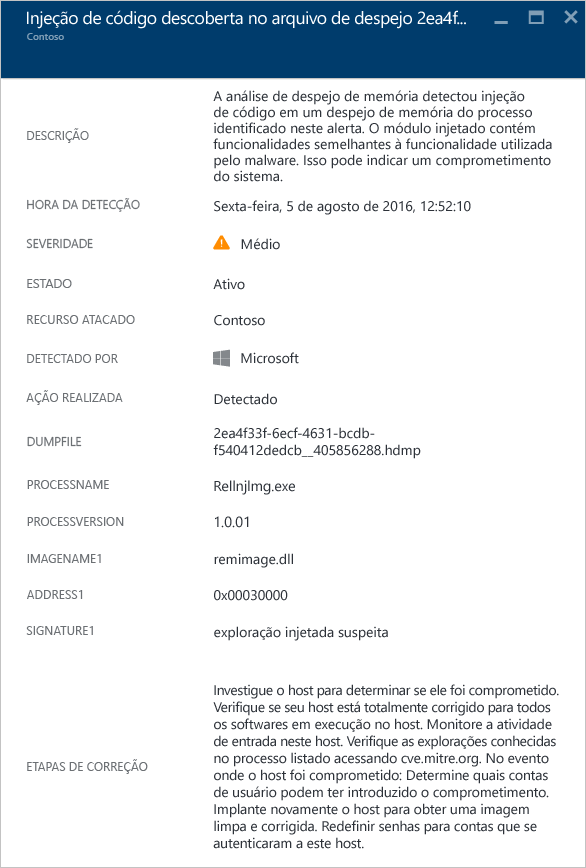 Injeção de código descoberta no arquivo de despejo 2ea4f...
Contoso
DESCRIÇÃO
A análise de despejo de memória detectou injeção
de código em um despejo de memória do processo
identificado neste alerta. O módulo injetado contém
funcionalidades semelhantes à funcionalidade utilizada
pelo malware. Isso pode indicar um comprometimento
do sistema.
HORA DA DETECÇÃO
Sexta-feira, 5 de agosto de 2016, 12:52:10
SEVERIDADE
Médio
ESTADO
Ativo
RECURSO ATACADO
Contoso
DETECTADO POR
Microsoft
AÇÃO REALIZADA
Detectado
DUMPFILE
2ea4f33f-6ecf-4631-bcdb-
f540412dedcb__405856288.hdmp
PROCESSNAME
Rellnjlmg.exe
PROCESSVERSION
1.0.01
IMAGENAME1
remimage.dll
ADDRESS1
0x00030000
SIGNATURE1
exploração injetada suspeita
ETAPAS DE CORREÇÃO
Investigue o host para determinar se ele foi comprometido.
Verifique se seu host está totalmente corrigido para todos
os softwares em execução no host. Monitore a atividade
de entrada neste host. Verifique as explorações conhecidas
no processo listado acessando cve.mitre.org. No evento
onde o host foi comprometido: Determine quais contas
de usuário podem ter introduzido o comprometimento.
Implante novamente o host para obter uma imagem
limpa e corrigida. Redefinir senhas para contas que se
autenticaram a este host.